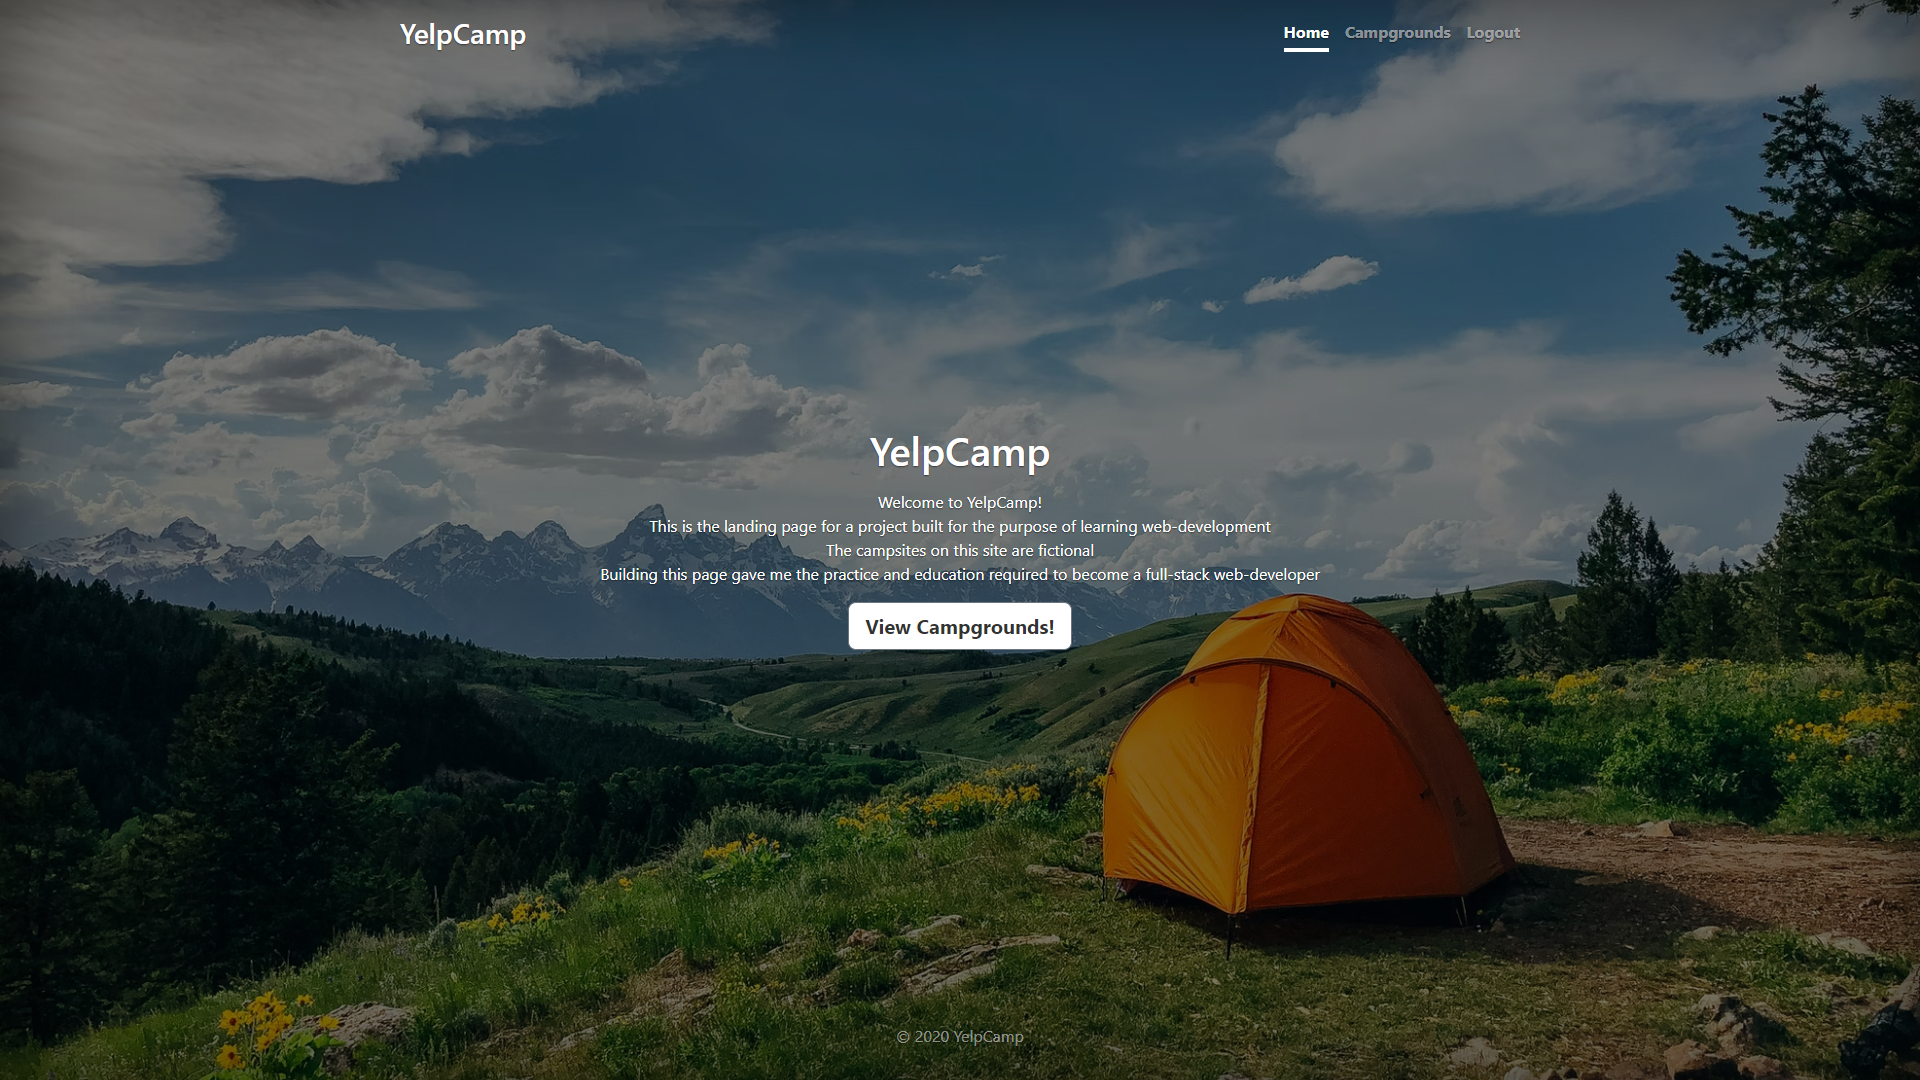 YelpCamp
Home Campgrounds Logout
YelpCamp
Welcome to YelpCamp!
This is the landing page for a project built for the purpose of learning web-development
The campsites on this site are fictional
Building this page gave me the practice and education required to become a full-stack web-developer
View Campgrounds!
© 2020 YelpCamp